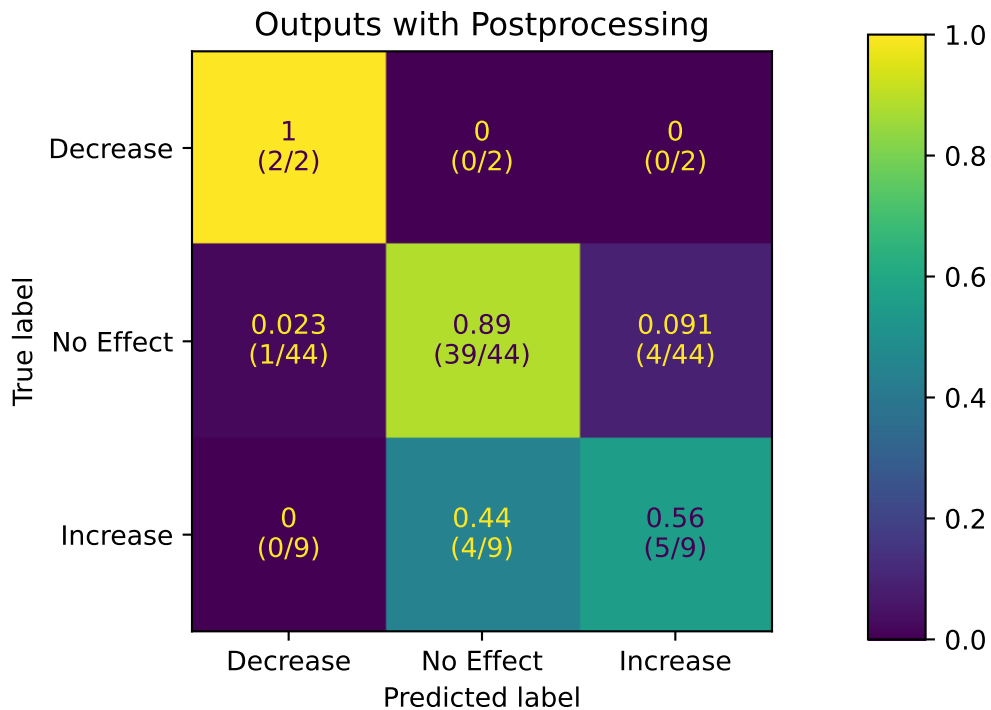 Outputs with Postprocessing
1.0
0.8
0.6
0.4
0.2
0.0
True label
Decrease
1
(2/2)
0
(0/2)
0
(0/2)
No Effect
0.023
(1/44)
0.89
(39/44)
0.091
(4/44)
Increase
0
(0/9)
0.44
(4/9)
0.56
(5/9)
Decrease
No Effect
Increase
Predicted label